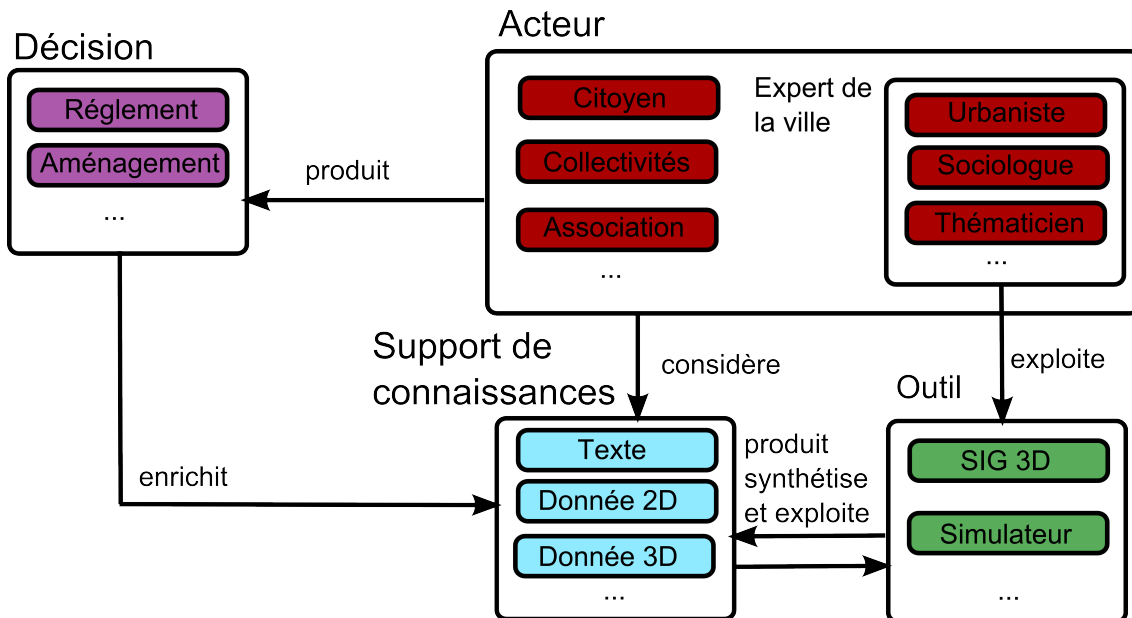 Décision
Réglement
Aménagement
...
produit
Acteur
Citoyen
Collectivités
Association
...
Expert de
la ville
Urbaniste
Sociologue
Thématicien
...
considère
exploite
enrichit
Support de
connaissances
Texte
Donnée 2D
Donnée 3D
...
produit
synthétise
et exploite
Outil
SIG 3D
Simulateur
...